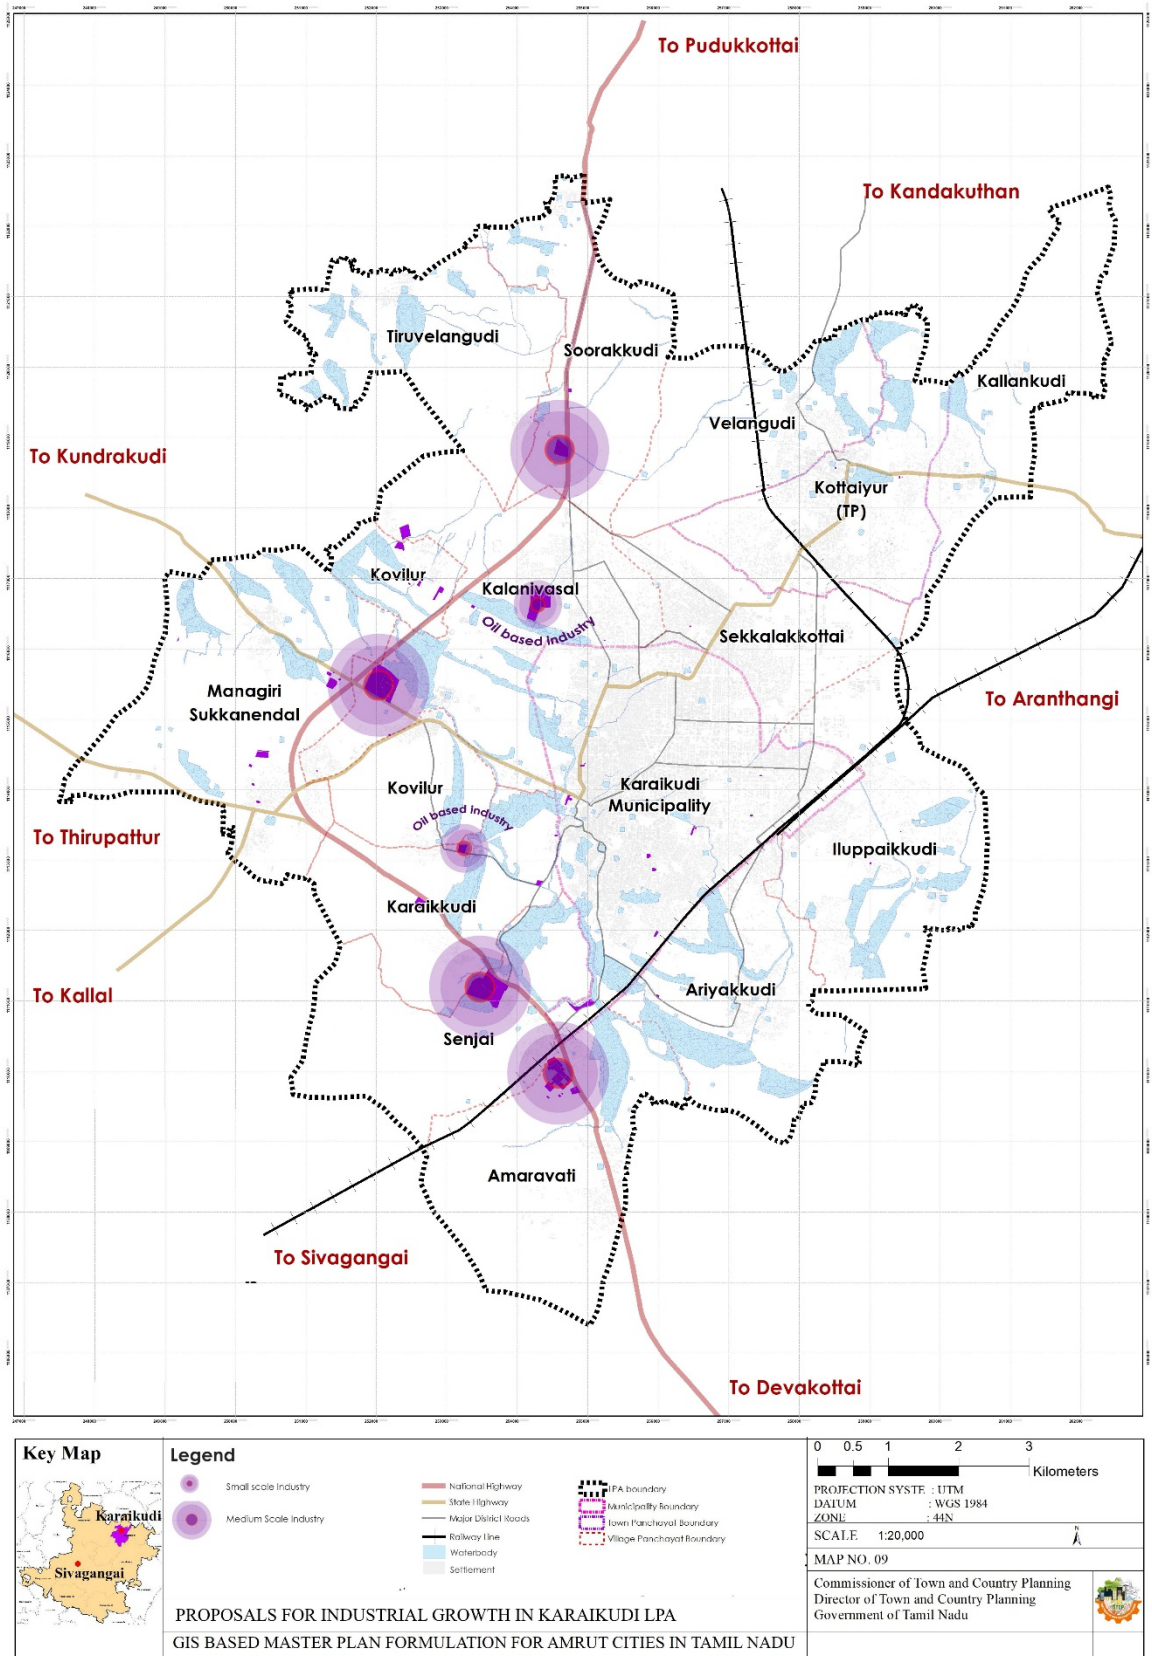 To Pudukkottai
To Kandakuthan
Tiruvelangudi
Soorakkudi
Kallankudi
Velangudi
To Kundrakudi
Kottaiyur
(TP)
Kovilur
Kalanivasal
Oil based Industry
Sekkalakkottai
Managiri
Sukkanendal
To Aranthangi
Kovilur
Karaikudi
Municipality
Oil based Industry
To Thirupattur
Iluppaikkudi
Karaikkudi
To Kallal
Ariyakkudi
Senjai
Amaravati
To Sivagangai
To Devakottai
Key Map
Karaikudi
Sivagangai
Legend
Small scale Industry
Medium Scale Industry
National Highway
State Highway
Major District Roads
Railway Line
Waterbody
Settlement
LPA boundary
Municipality Boundary
Town Panchayat Boundary
Village Panchayat Boundary
PROPOSALS FOR INDUSTRIAL GROWTH IN KARAIKUDI LPA
GIS BASED MASTER PLAN FORMULATION FOR AMRUT CITIES IN TAMIL NADU
0 0.5 1 2 3
Kilometers
PROJECTION SYSTE : UTM
DATUM : WGS 1984
ZONE : 44N
SCALE 1:20,000
N
MAP NO. 09
Commissioner of Town and Country Planning
Director of Town and Country Planning
Government of Tamil Nadu